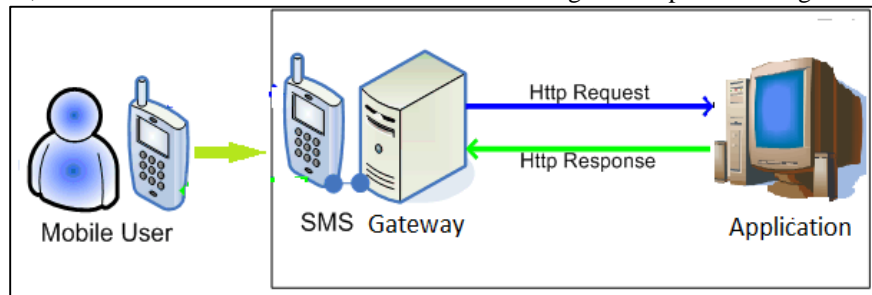 Http Request
Http Response
Mobile User
SMS Gateway
Application